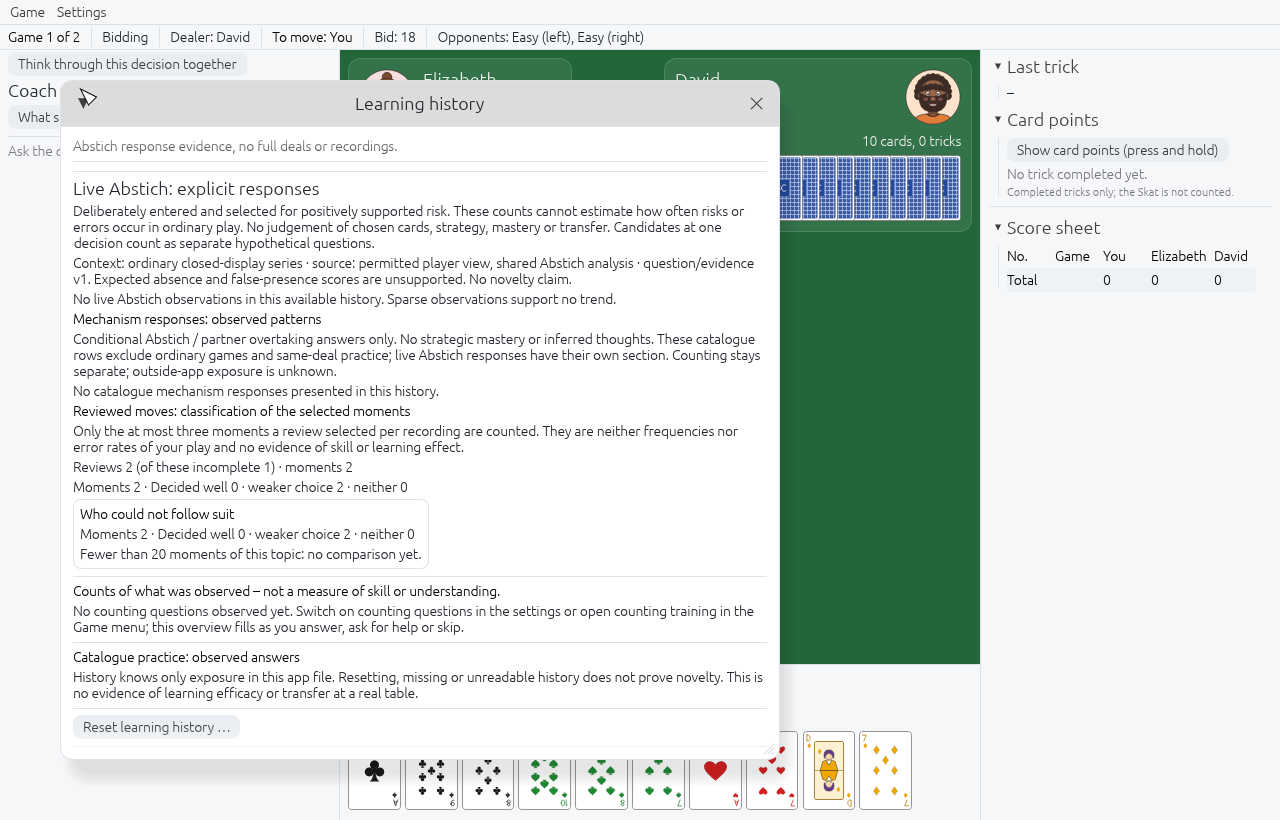 Game Settings
Game 1 of 2 Bidding Dealer: David To move: You Bid: 18 Opponents: Easy (left), Easy (right)
Think through this decision together
Coach
What s
Ask the
Elizabeth
David
10 cards, 0 tricks
Learning history
Abstich response evidence, no full deals or recordings.
Live Abstich: explicit responses
Deliberately entered and selected for positively supported risk. These counts cannot estimate how often risks or
errors occur in ordinary play. No judgement of chosen cards, strategy, mastery or transfer. Candidates at one
decision count as separate hypothetical questions.
Context: ordinary closed-display series · source: permitted player view, shared Abstich analysis · question/evidence
v1. Expected absence and false-presence scores are unsupported. No novelty claim.
No live Abstich observations in this available history. Sparse observations support no trend.
Mechanism responses: observed patterns
Conditional Abstich / partner overtaking answers only. No strategic mastery or inferred thoughts. These catalogue
rows exclude ordinary games and same-deal practice; live Abstich responses have their own section. Counting stays
separate; outside-app exposure is unknown.
No catalogue mechanism responses presented in this history.
Reviewed moves: classification of the selected moments
Only the at most three moments a review selected per recording are counted. They are neither frequencies nor
error rates of your play and no evidence of skill or learning effect.
Reviews 2 (of these incomplete 1) · moments 2
Moments 2 · Decided well 0 · weaker choice 2 · neither 0
Who could not follow suit
Moments 2 · Decided well 0 · weaker choice 2 · neither 0
Fewer than 20 moments of this topic: no comparison yet.
Counts of what was observed – not a measure of skill or understanding.
No counting questions observed yet. Switch on counting questions in the settings or open counting training in the
Game menu; this overview fills as you answer, ask for help or skip.
Catalogue practice: observed answers
History knows only exposure in this app file. Resetting, missing or unreadable history does not prove novelty. This is
no evidence of learning efficacy or transfer at a real table.
Reset learning history …
Last trick
–
Card points
Show card points (press and hold)
No trick completed yet.
Completed tricks only; the Skat is not counted.
Score sheet
No. Game You Elizabeth David
Total 0 0 0
D
7
A 9 8 10 8 7 A 7 D 7